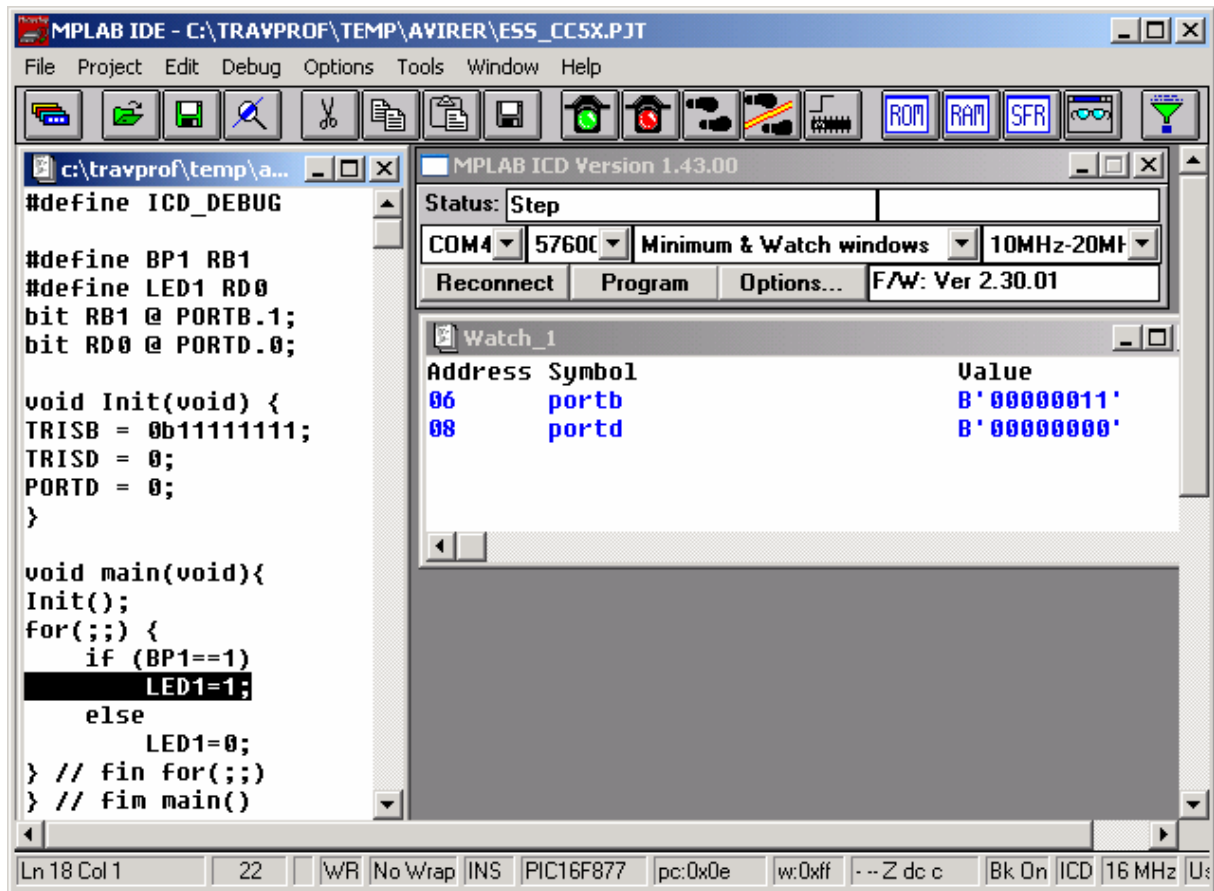 MPLAB IDE - C:\TRAVPROF\TEMP\AVIRER\ESS_CC5X.PJT
File Project Edit Debug Options Tools Window Help
ROM RAM SFR
c:\travprof\temp\a...
#define ICD_DEBUG
#define BP1 RB1
#define LED1 RD0
bit RB1 @ PORTB.1;
bit RD0 @ PORTD.0;
void Init(void) {
TRISB = 0b11111111;
TRISD = 0;
PORTD = 0;
}
void main(void){
Init();
for(;;) {
if (BP1==1)
LED1=1;
else
LED1=0;
} // fin for(;;)
} // fim main()
MPLAB ICD Version 1.43.00
Status: Step
COM4 5760 Minimum & Watch windows 10MHz-20M
Reconnect Program Options... F/W: Ver 2.30.01
Watch_1
Address Symbol Value
06 portb B'00000011'
08 portd B'00000000'
Ln 18 Col 1 22 WR No Wrap INS PIC16F877 pc:0x0e w:0xff - -- Z dc c Bk On ICD 16 MHz Us